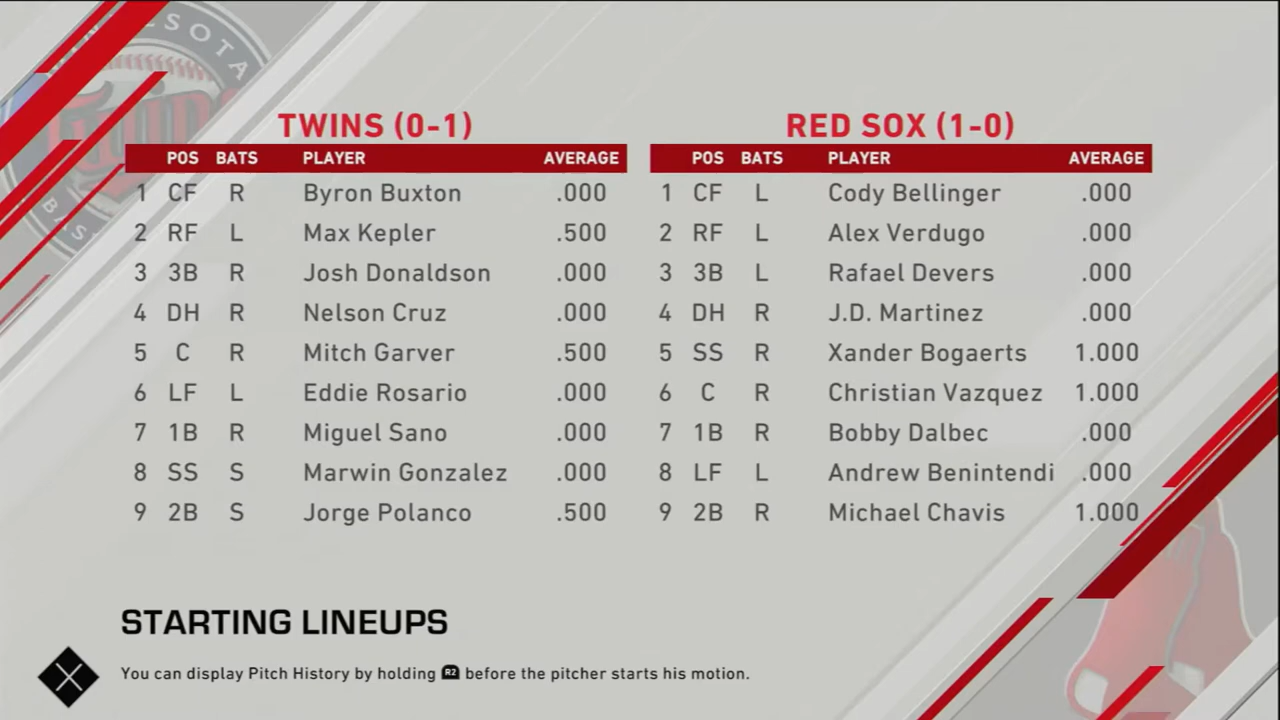 MINNESOTA
Twins
BAS
TWINS (0-1)
POS BATS PLAYER AVERAGE
1 CF R Byron Buxton .000
2 RF L Max Kepler .500
3 3B R Josh Donaldson .000
4 DH R Nelson Cruz .000
5 C R Mitch Garver .500
6 LF L Eddie Rosario .000
7 1B R Miguel Sano .000
8 SS S Marwin Gonzalez .000
9 2B S Jorge Polanco .500
RED SOX (1-0)
POS BATS PLAYER AVERAGE
1 CF L Cody Bellinger .000
2 RF L Alex Verdugo .000
3 3B L Rafael Devers .000
4 DH R J.D. Martinez .000
5 SS R Xander Bogaerts 1.000
6 C R Christian Vazquez 1.000
7 1B R Bobby Dalbec .000
8 LF L Andrew Benintendi .000
9 2B R Michael Chavis 1.000
STARTING LINEUPS
You can display Pitch History by holding R2 before the pitcher starts his motion.